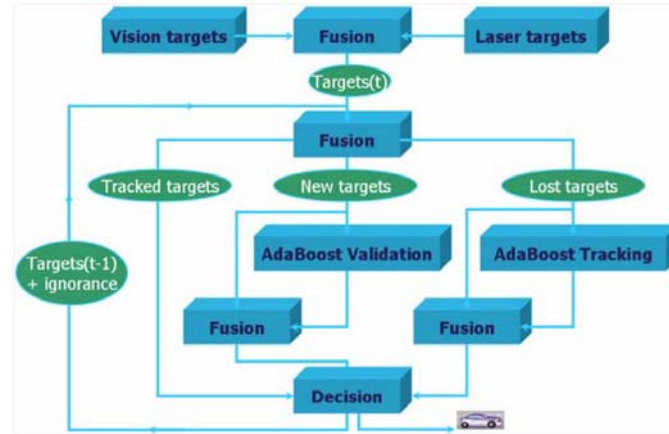 Vision targets
Fusion
Laser targets
Targets(t)
Fusion
Tracked targets
New targets
Lost targets
AdaBoost Validation
AdaBoost Tracking
Targets(t-1)
+ ignorance
Fusion
Fusion
Decision